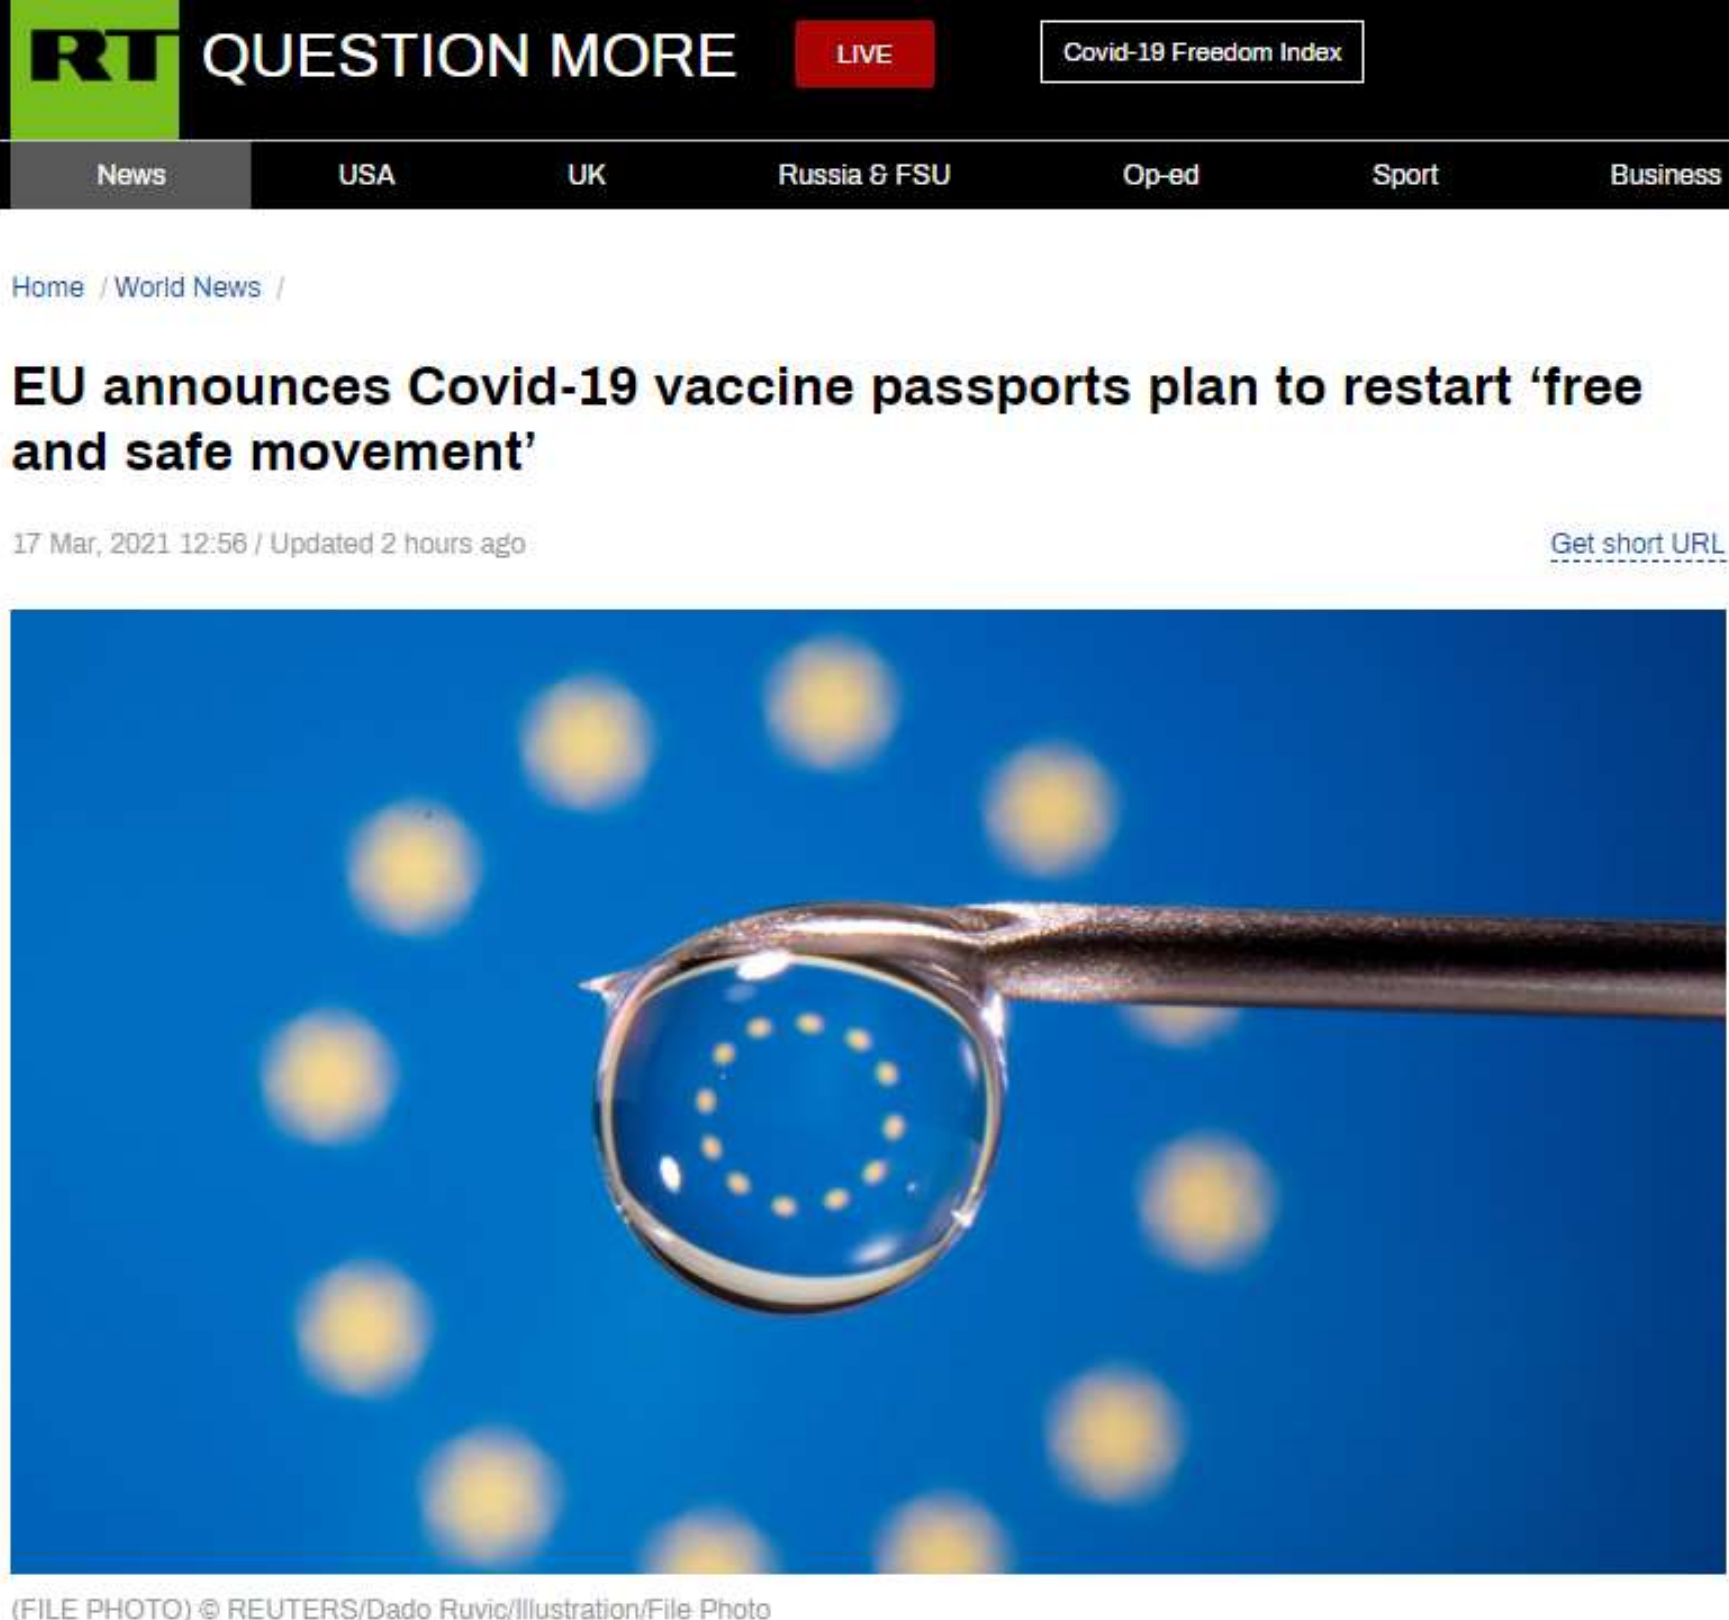 RT QUESTION MORE LIVE Covid-19 Freedom Index
News USA UK Russia & FSU Op-ed Sport Business
Home / World News /
EU announces Covid-19 vaccine passports plan to restart ‘free
and safe movement’
17 Mar, 2021 12:56 / Updated 2 hours ago Get short URL
(FILE PHOTO) © REUTERS/Dado Ruvic/Illustration/File Photo